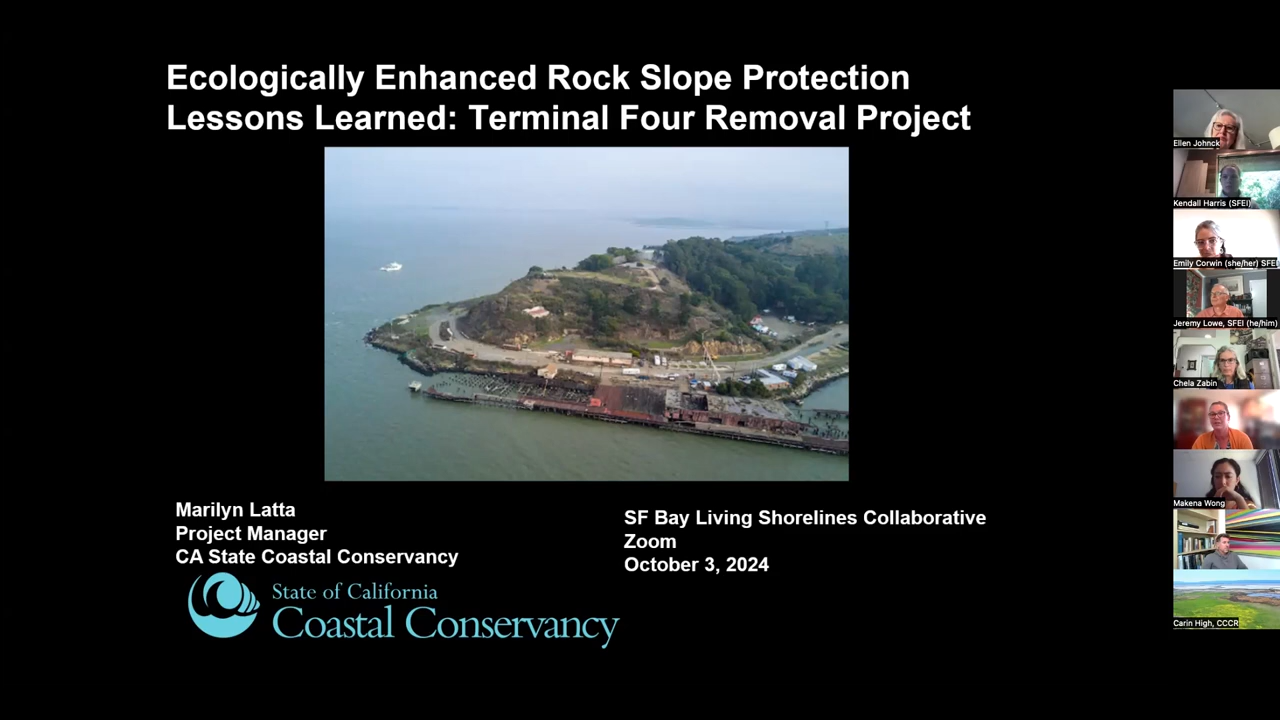 Ecologically Enhanced Rock Slope Protection
Lessons Learned: Terminal Four Removal Project
Marilyn Latta
Project Manager
CA State Coastal Conservancy
SF Bay Living Shorelines Collaborative
Zoom
October 3, 2024
State of California
Coastal Conservancy
Ellen Johnck
Kendall Harris (SFEI)
Emily Corwin (she/her) SFEI
Jeremy Lowe, SFEI (he/him)
Chela Zabin
Makena Wong
Carin High, CCCR